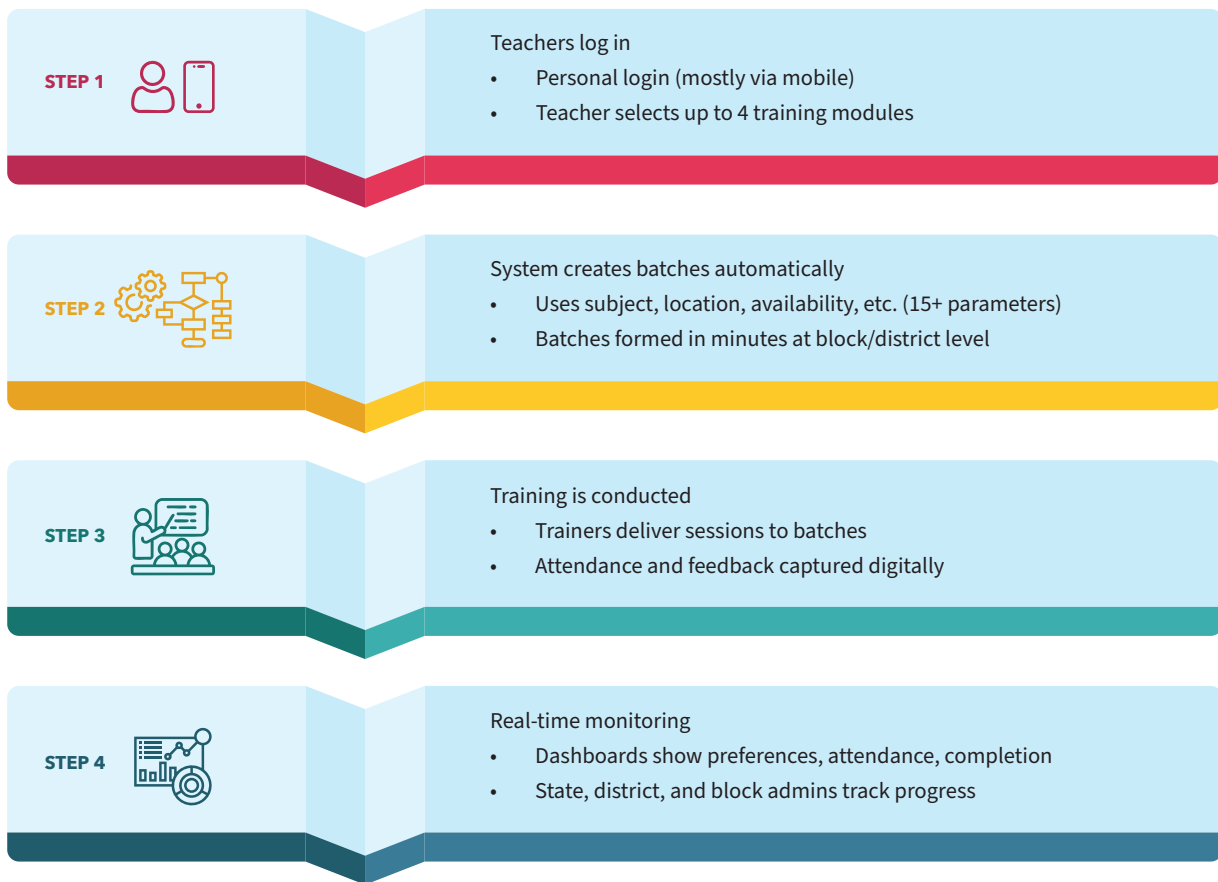 STEP 1
Teachers log in
• Personal login (mostly via mobile)
• Teacher selects up to 4 training modules
STEP 2
System creates batches automatically
• Uses subject, location, availability, etc. (15+ parameters)
• Batches formed in minutes at block/district level
STEP 3
Training is conducted
• Trainers deliver sessions to batches
• Attendance and feedback captured digitally
STEP 4
Real-time monitoring
• Dashboards show preferences, attendance, completion
• State, district, and block admins track progress